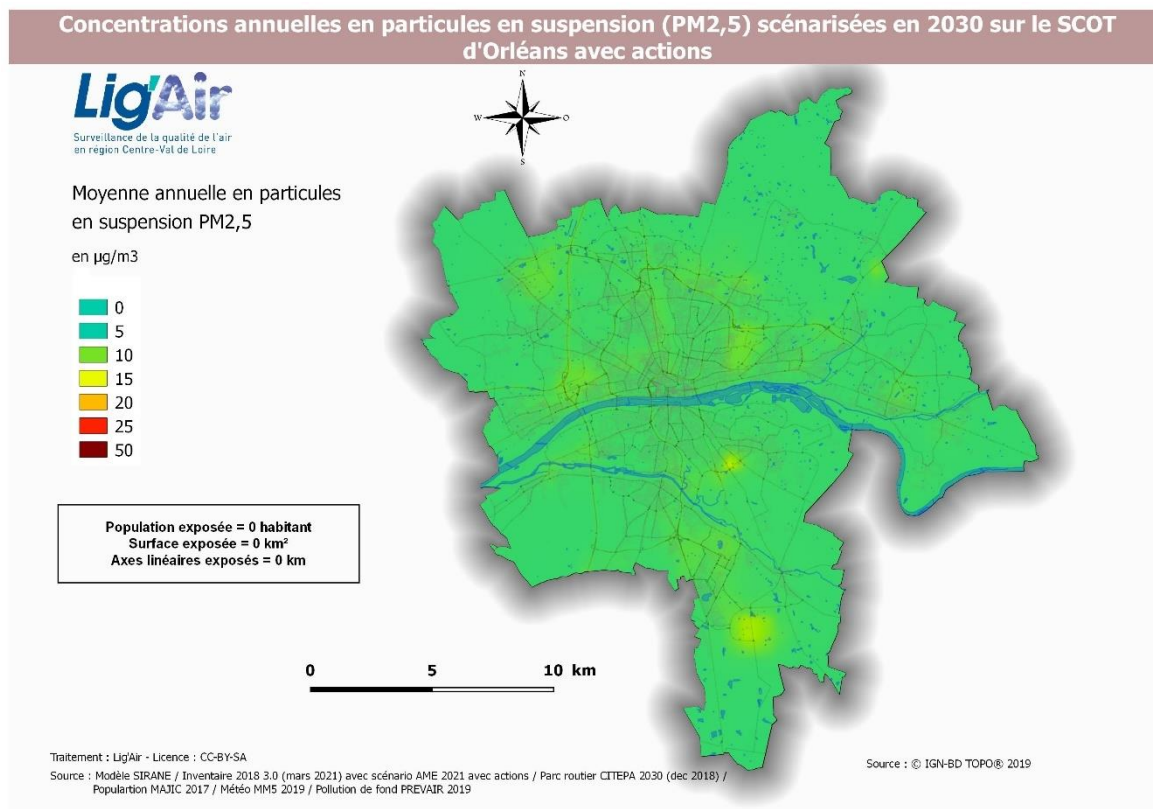 Concentrations annuelles en particules en suspension (PM2,5) scénarisées en 2030 sur le SCOT
d'Orléans avec actions
Lig'Air
Surveillance de la qualité de l'air
en région Centre-Val de Loire
N
W
O
S
Moyenne annuelle en particules
en suspension PM2,5
en µg/m3
0
5
10
15
20
25
50
Population exposée = 0 habitant
Surface exposée = 0 km²
Axes linéaires exposés = 0 km
0 5 10 km
Traitement : Lig'Air - Licence : CC-BY-SA
Source : © IGN-BD TOPO® 2019
Source : Modèle SIRANE / Inventaire 2018 3.0 (mars 2021) avec scénario AME 2021 avec actions / Parc routier CITEPA 2030 (dec 2018) /
Populartion MAJIC 2017 / Météo MM5 2019 / Pollution de fond PREVAIR 2019